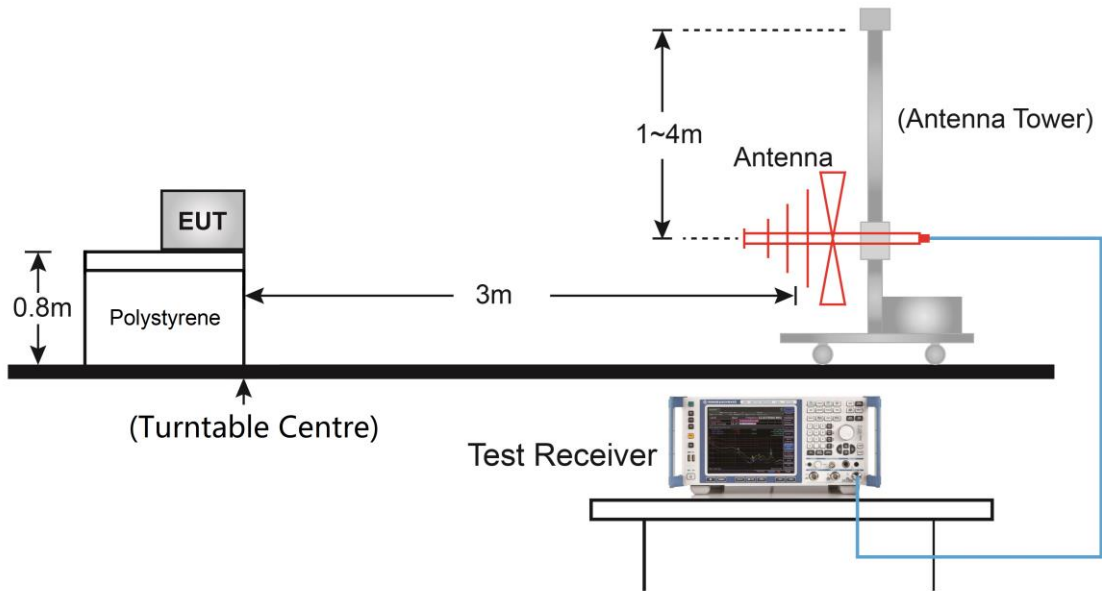 1~4m
(Antenna Tower)
Antenna
EUT
0.8m
Polystyrene
3m
(Turntable Centre)
Test Receiver